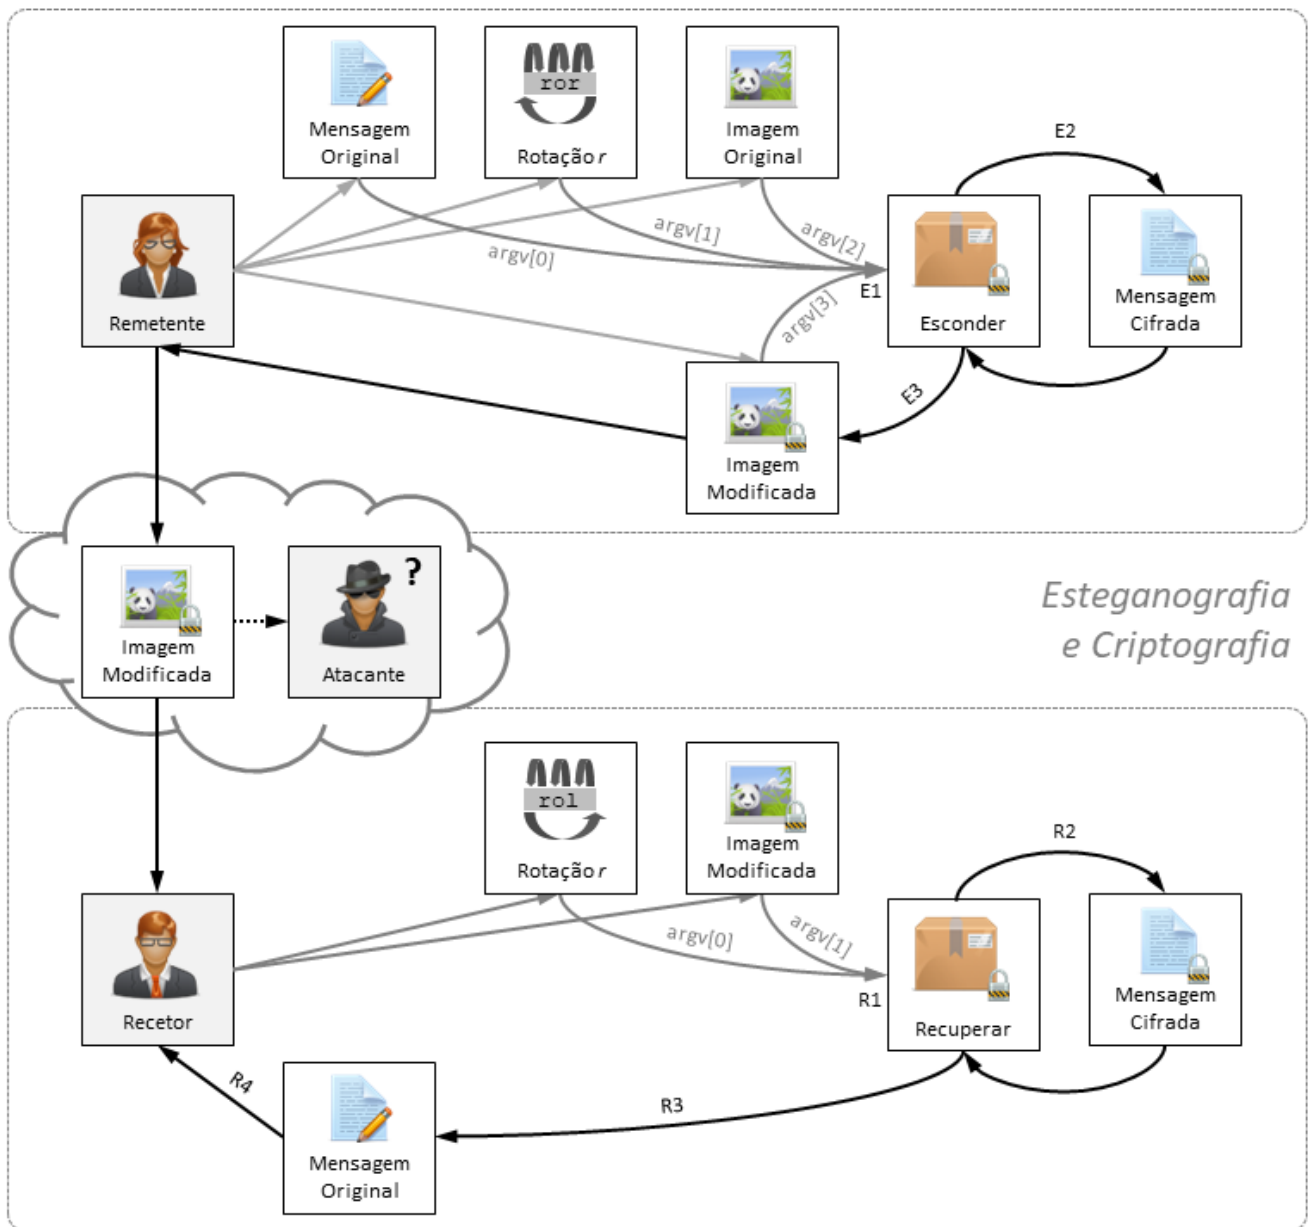 Mensagem
Original
ror
Rotação r
Imagem
Original
E2
argv[0]
argv[1]
argv[2]
Remetente
E1
argv[3]
Esconder
Mensagem
Cifrada
E3
Imagem
Modificada
Imagem
Modificada
?
Atacante
Esteganografia
e Criptografia
rol
Rotação r
Imagem
Modificada
R2
argv[0]
argv[1]
Recetor
R1
Recuperar
Mensagem
Cifrada
R4
R3
Mensagem
Original